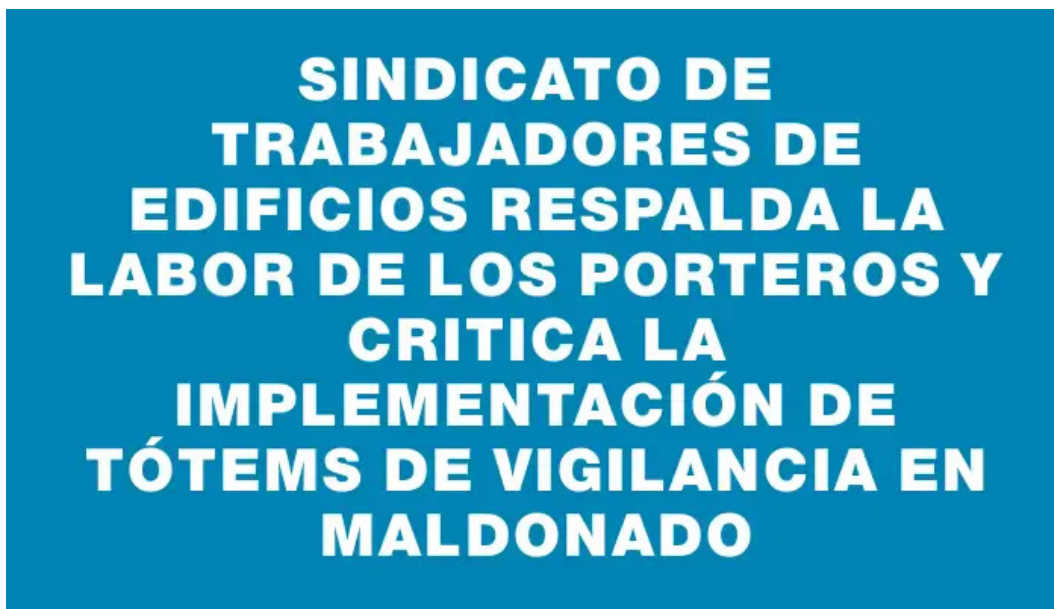 SINDICATO DE
TRABAJADORES DE
EDIFICIOS RESPALDA LA
LABOR DE LOS PORTEROS Y
CRITICA LA
IMPLEMENTACIÓN DE
TÓTEMS DE VIGILANCIA EN
MALDONADO